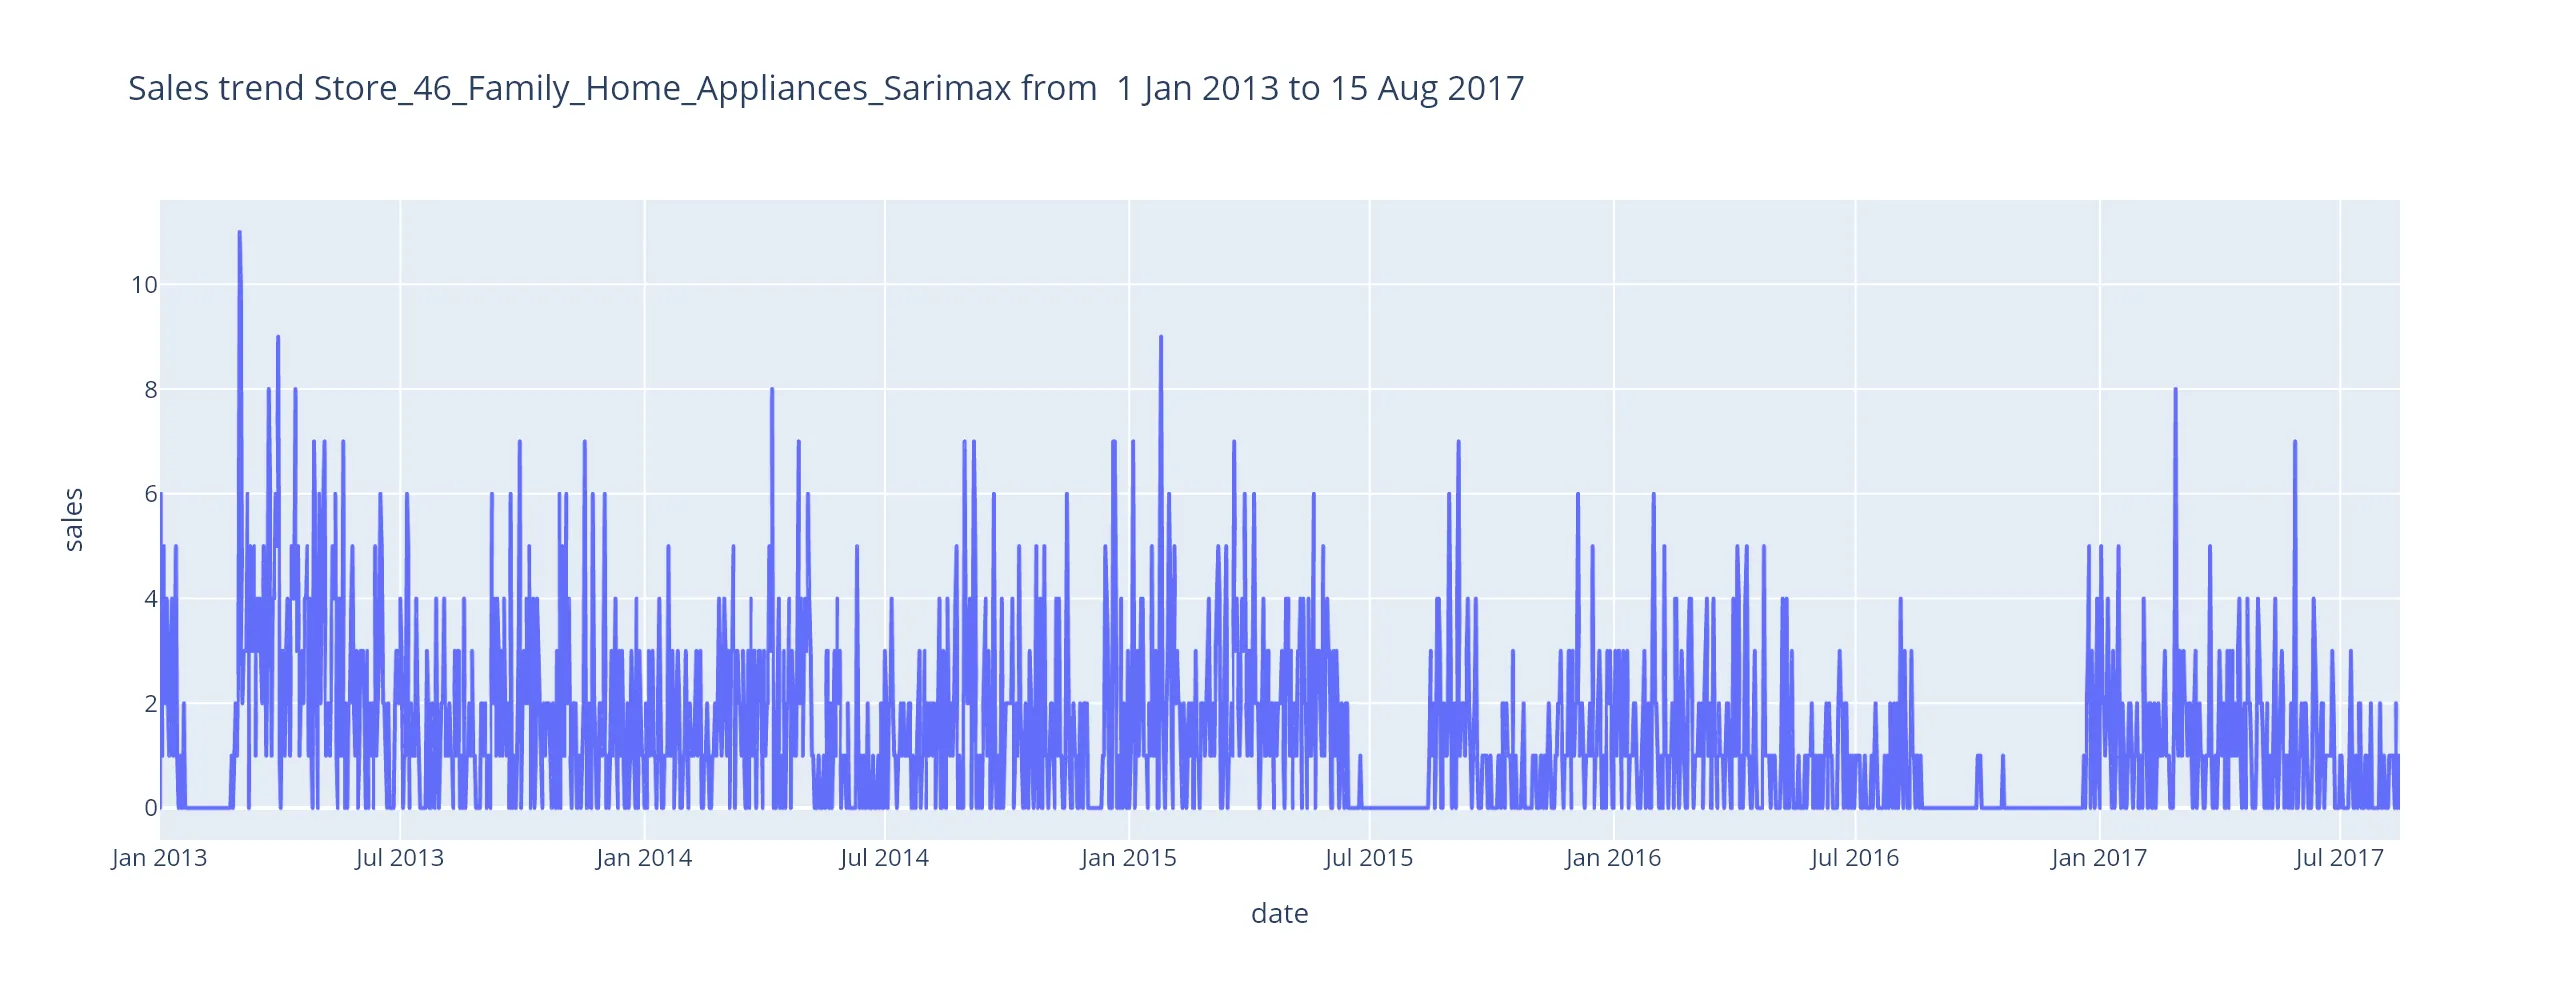 Sales trend Store_46_Family_Home_Appliances_Sarimax from  1 Jan 2013 to 15 Aug 2017
10
8
6
4
2
0
sales
Jan 2013 Jul 2013 Jan 2014 Jul 2014 Jan 2015 Jul 2015 Jan 2016 Jul 2016 Jan 2017 Jul 2017
date